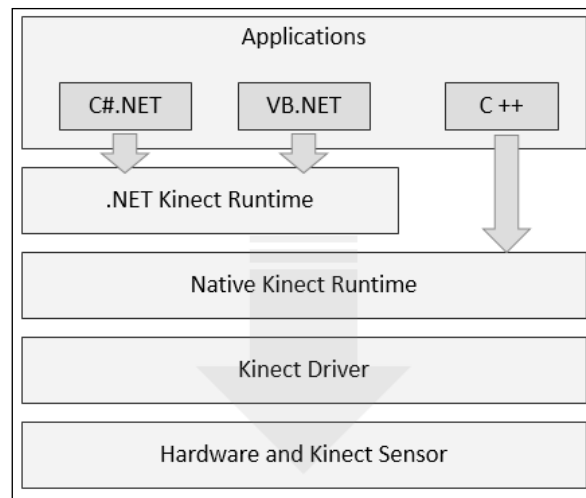 Applications
C#.NET
VB.NET
C ++
.NET Kinect Runtime
Native Kinect Runtime
Kinect Driver
Hardware and Kinect Sensor